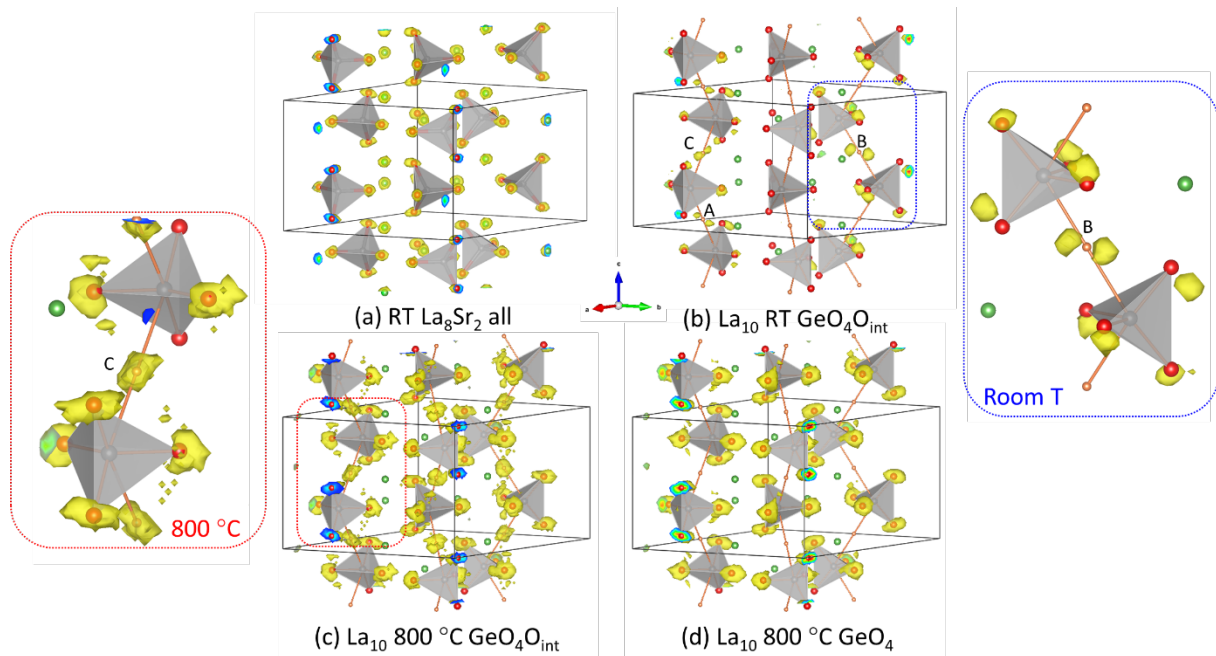 C
B
A
B
a
c
b
(a) RT La₈Sr₂ all
(b) La₁₀ RT GeO₄Oᵢₙₜ
Room T
C
800 °C
(c) La₁₀ 800 °C GeO₄Oᵢₙₜ
(d) La₁₀ 800 °C GeO₄